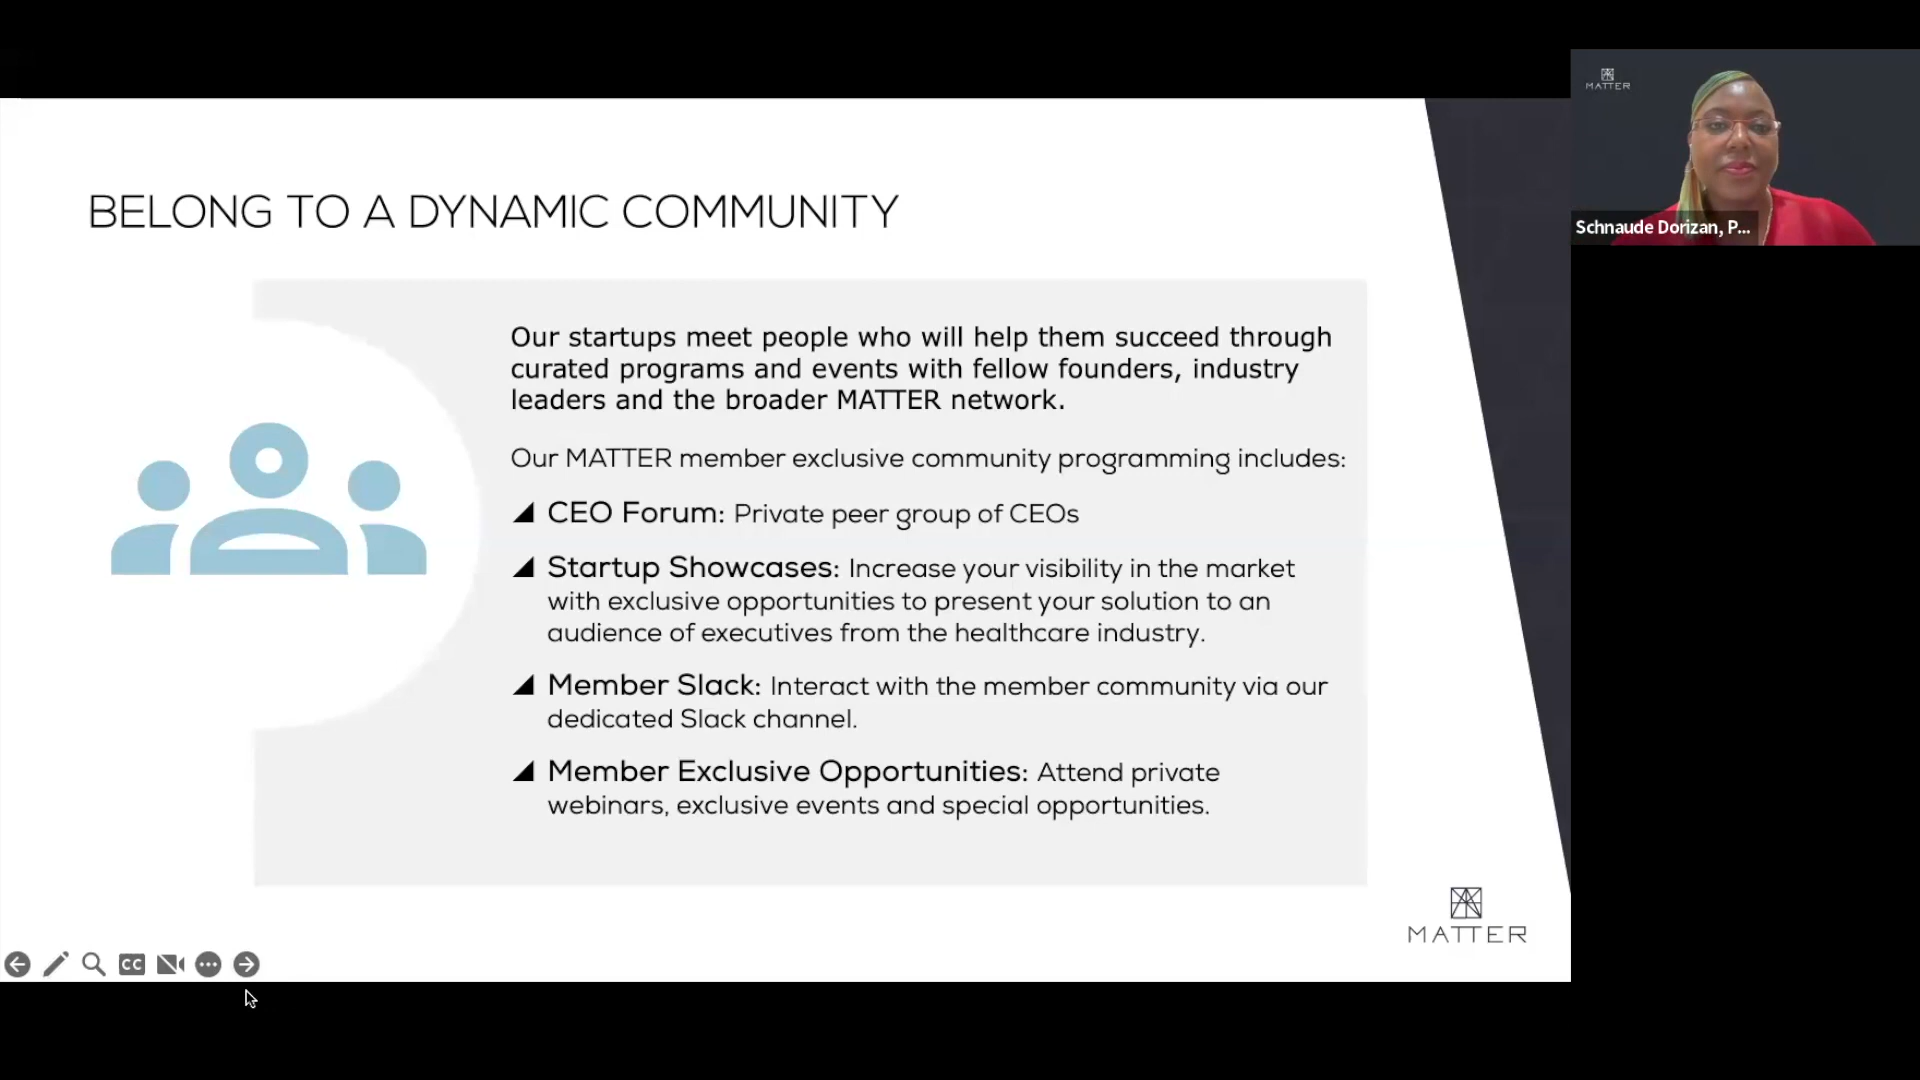 MATTER
Schnaude Dorizan, P...
BELONG TO A DYNAMIC COMMUNITY
Our startups meet people who will help them succeed through
curated programs and events with fellow founders, industry
leaders and the broader MATTER network.
Our MATTER member exclusive community programming includes:
CEO Forum: Private peer group of CEOs
Startup Showcases: Increase your visibility in the market
with exclusive opportunities to present your solution to an
audience of executives from the healthcare industry.
Member Slack: Interact with the member community via our
dedicated Slack channel.
Member Exclusive Opportunities: Attend private
webinars, exclusive events and special opportunities.
MATTER
CC